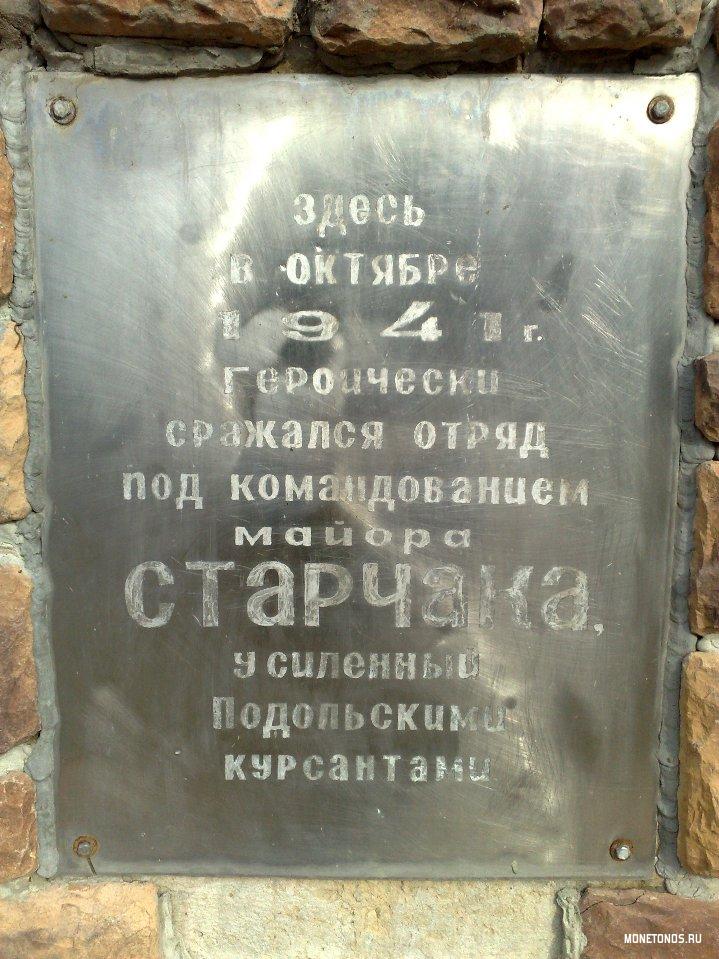 здесь
в октябре
1941 г.
героически
сражался отряд
под командованием
майора
Старчака,
усиленный
Подольскими
курсантами
MONETONOS.RU